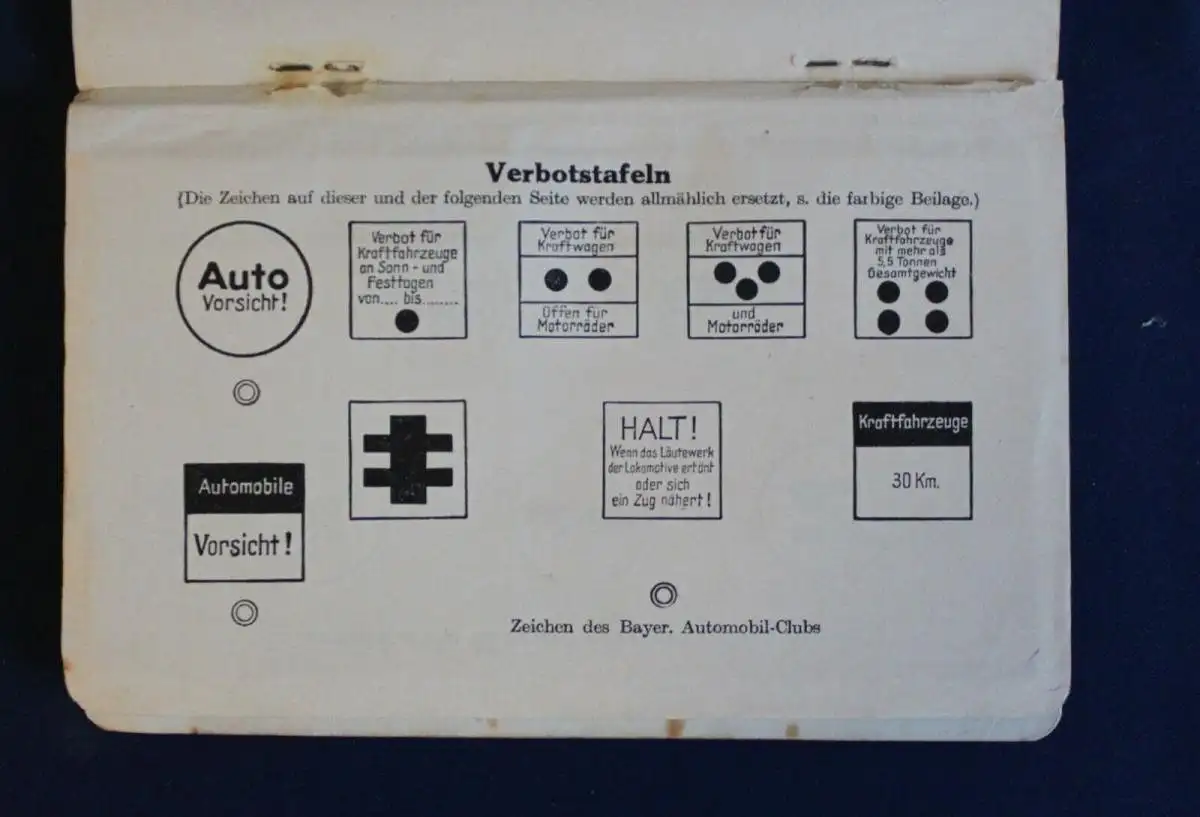 Verbotstafeln
(Die Zeichen auf dieser und der folgenden Seite werden allmählich ersetzt, s. die farbige Beilage.)
Auto
Vorsicht!
Verbot für
Kraftfahrzeuge
an Sonn- und
Festtagen
von.... bis........
Verbot für
Kraftwagen
Offen für
Motorräder
Verbot für
Kraftwagen
und
Motorräder
Verbot für
Kraftfahrzeuge
mit mehr als
5,5 Tonnen
Gesamtgewicht
Automobile
Vorsicht!
HALT!
Wenn das Läutewerk
der Lokomotive ertönt
oder sich
ein Zug nähert!
Kraftfahrzeuge
30 Km.
Zeichen des Bayer. Automobil-Clubs